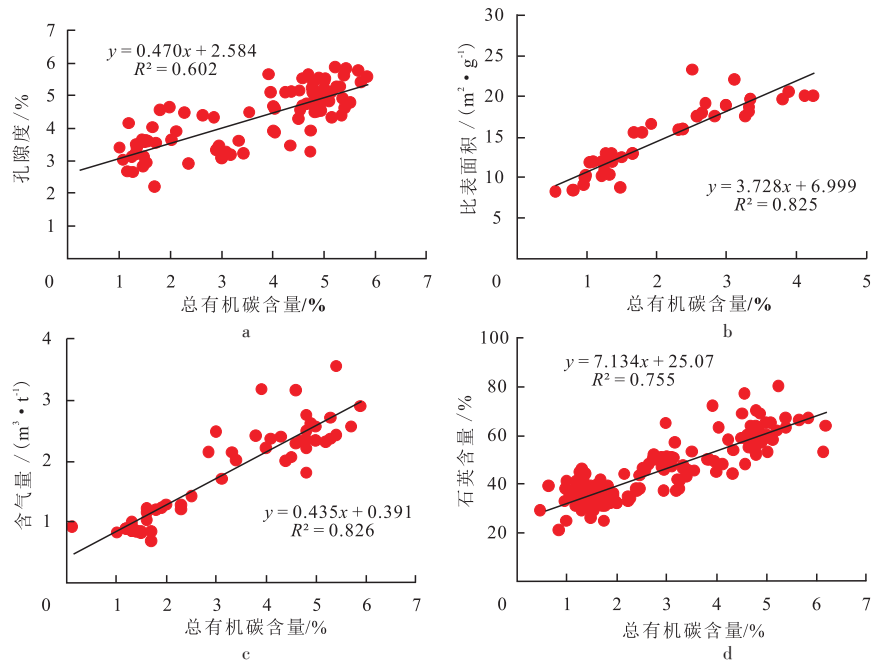 8
7
6
5
4
3
2
1
0
1
2
3
4
5
6
7
孔隙度/%
y = 0.470x + 2.584
R² = 0.602
总有机碳含量/%
a
30
25
20
15
10
5
0
1
2
3
4
5
比表面积/(m²·g⁻¹)
y = 3.728x + 6.999
R² = 0.825
总有机碳含量/%
b
4
3
2
1
0
1
2
3
4
5
6
7
含气量/(m³·t⁻¹)
y = 0.435x + 0.391
R² = 0.826
总有机碳含量/%
c
100
80
60
40
20
0
1
2
3
4
5
6
7
石英含量/%
y = 7.134x + 25.07
R² = 0.755
总有机碳含量/%
d